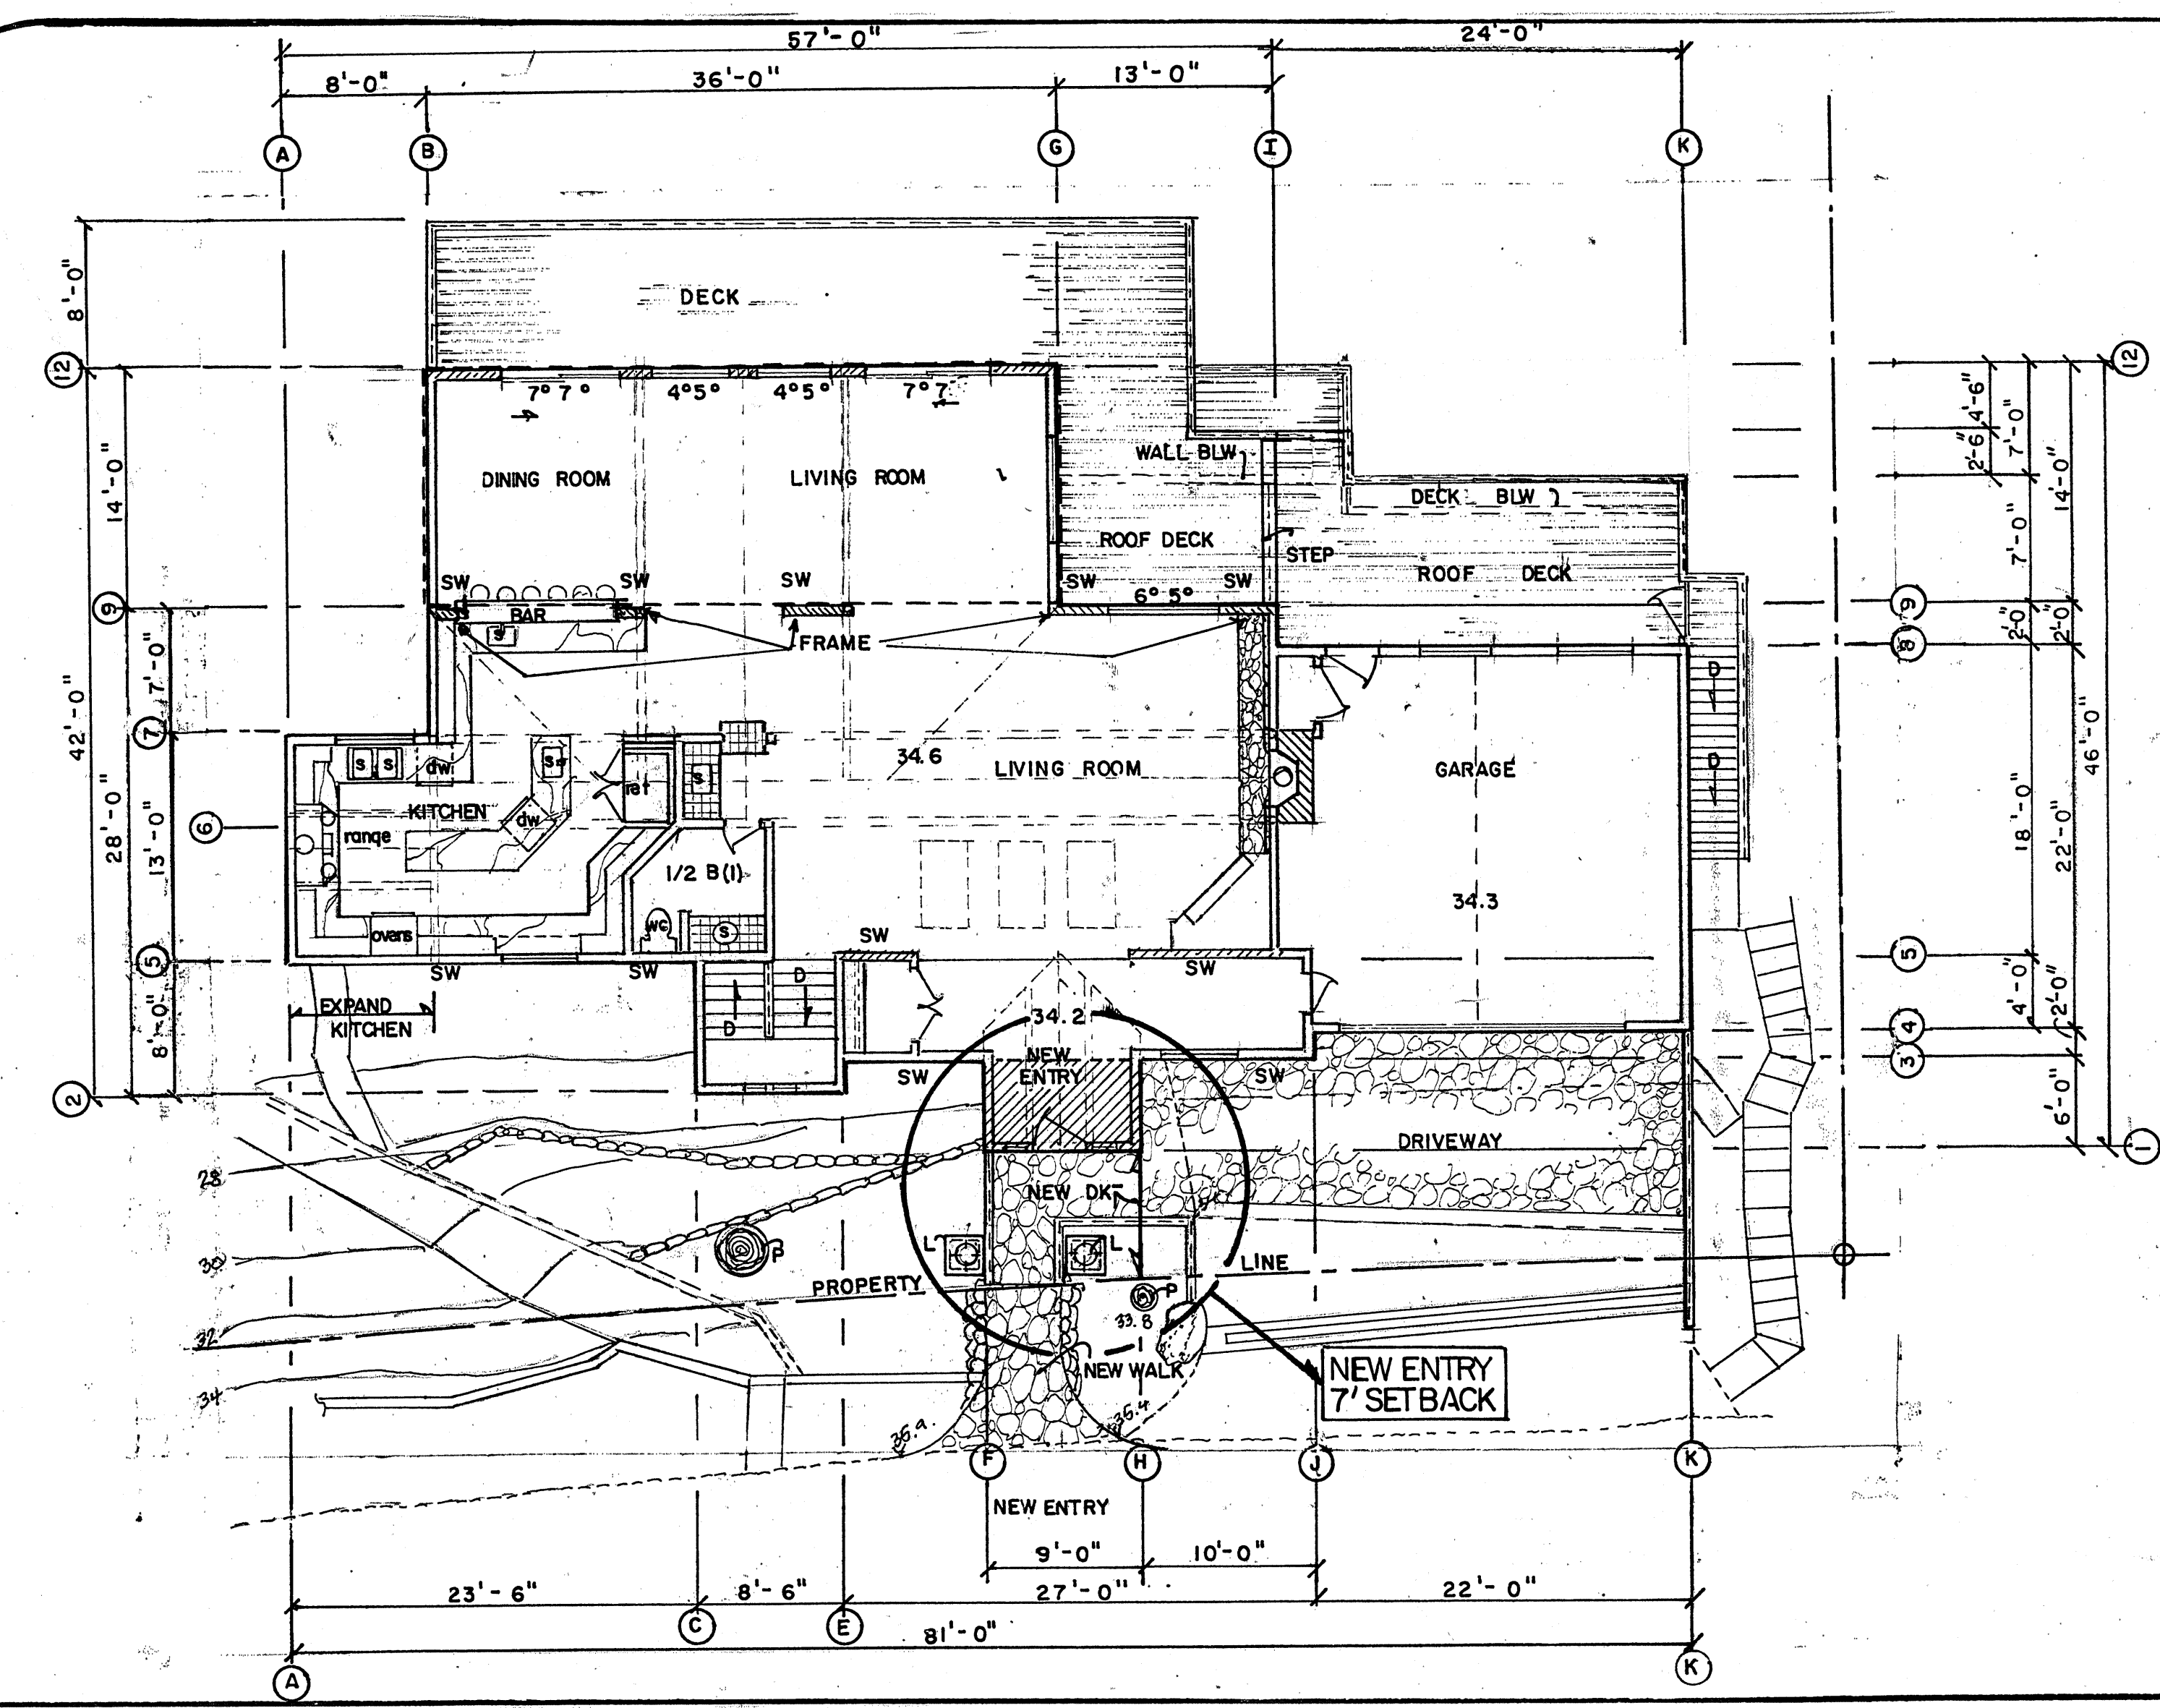 57'-0"
24'-0"
8'-0"
36'-0"
13'-0"
A
B
G
I
K
8'-0"
DECK
12
12
7° 7°
4°5°
4°5°
7° 7
4'-6"
2'-6"
7'-0"
14'-0"
14'-0"
WALL BLW
DINING ROOM
LIVING ROOM
DECK BLW
ROOF DECK
STEP
7'-0"
ROOF DECK
SW
SW
SW
SW
SW
6° 5°
9
BAR
9
S
FRAME
2'-0"
2'-0"
8
7'-0"
42'-0"
D
46'-0"
7
S
S
dw
S
ref
S
34.6
LIVING ROOM
GARAGE
D
KITCHEN
dw
6
range
28'-0"
13'-0"
18'-0"
22'-0"
1/2 B(1)
34.3
WC
S
ovens
SW
5
SW
SW
SW
5
D
D
EXPAND
KITCHEN
4'-0"
2'-0"
34.2
4
8'-0"
NEW
ENTRY
3
SW
SW
2
6'-0"
DRIVEWAY
1
28
NEW DK
L
L
P
30
LINE
PROPERTY
P
33.8
32
NEW WALK
NEW ENTRY
7' SETBACK
34
35.4
F
H
J
K
NEW ENTRY
9'-0"
10'-0"
23'-6"
8'-6"
27'-0"
22'-0"
C
E
81'-0"
A
K